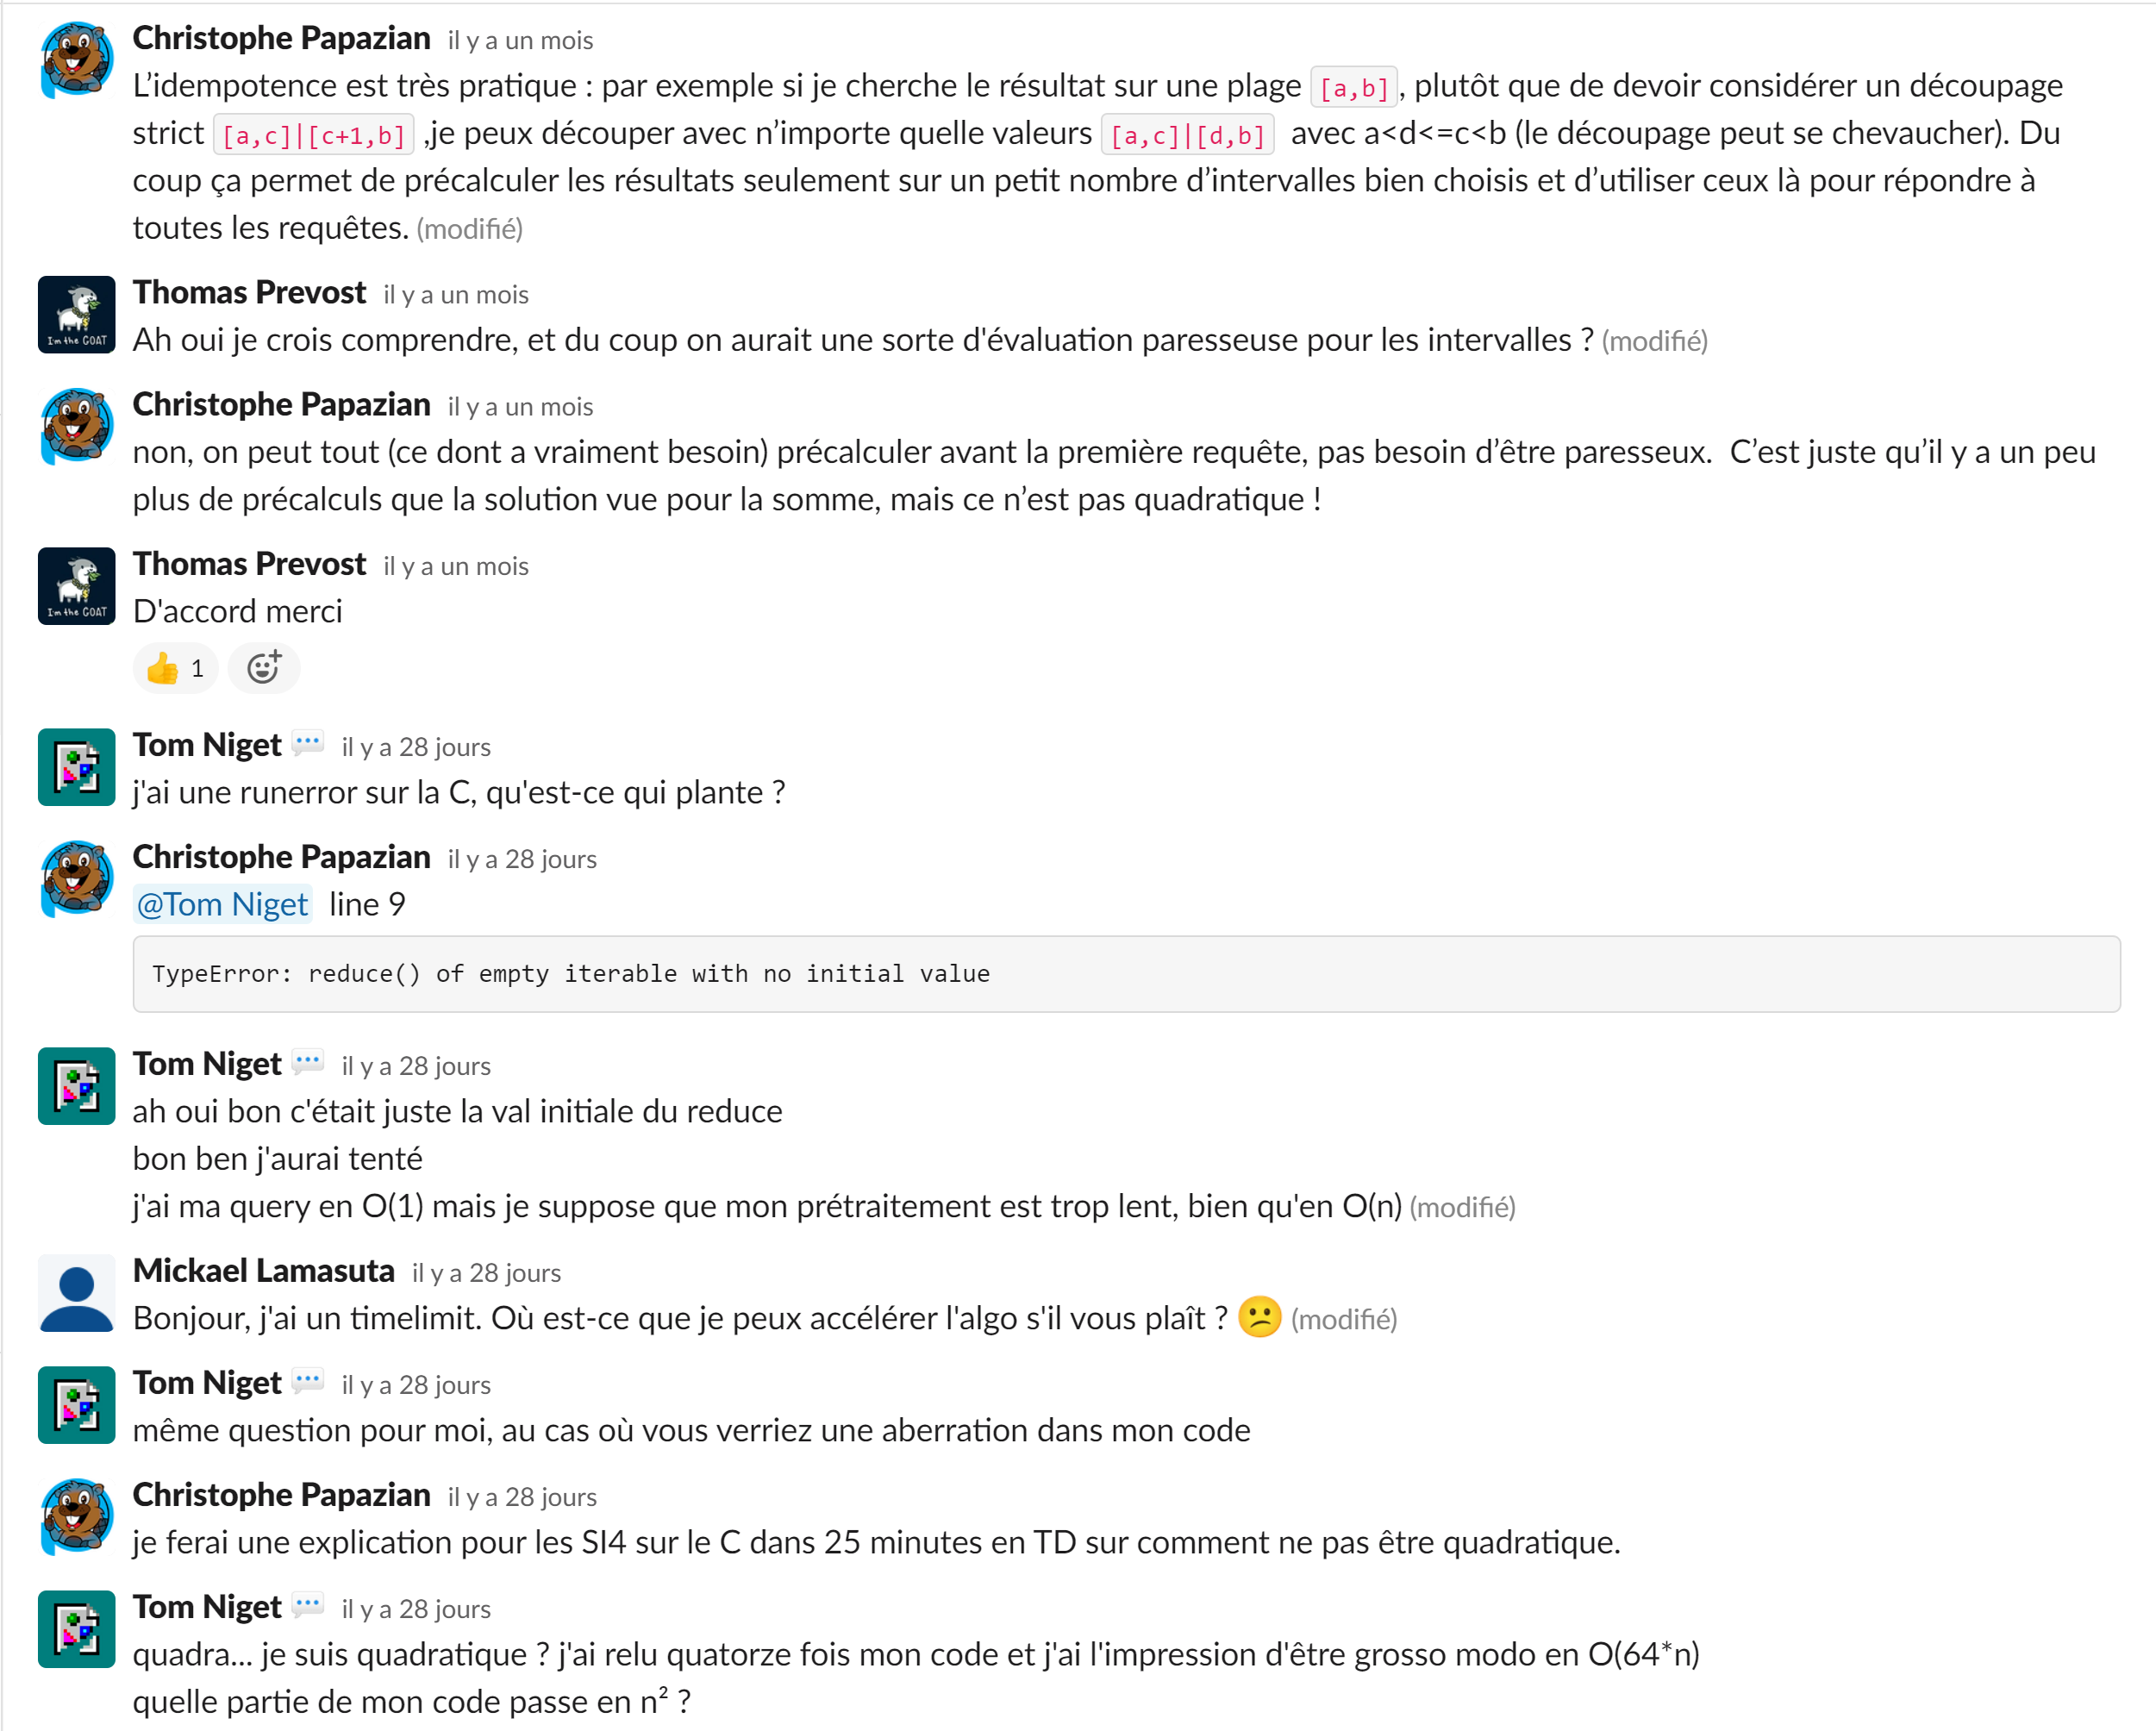 Christophe Papazian il y a un mois
L’idempotence est très pratique : par exemple si je cherche le résultat sur une plage [a,b], plutôt que de devoir considérer un découpage
strict [a,c]|[c+1,b] ,je peux découper avec n’importe quelle valeurs [a,c]|[d,b] avec a<d<=c<b (le découpage peut se chevaucher). Du
coup ça permet de précalculer les résultats seulement sur un petit nombre d’intervalles bien choisis et d’utiliser ceux là pour répondre à
toutes les requêtes. (modifié)
Thomas Prevost il y a un mois
I'm the GOAT
Ah oui je crois comprendre, et du coup on aurait une sorte d'évaluation paresseuse pour les intervalles ? (modifié)
Christophe Papazian il y a un mois
non, on peut tout (ce dont a vraiment besoin) précalculer avant la première requête, pas besoin d’être paresseux. C’est juste qu’il y a un peu
plus de précalculs que la solution vue pour la somme, mais ce n’est pas quadratique !
Thomas Prevost il y a un mois
I'm the GOAT
D'accord merci
1
Tom Niget il y a 28 jours
j'ai une runerror sur la C, qu'est-ce qui plante ?
Christophe Papazian il y a 28 jours
@Tom Niget line 9
TypeError: reduce() of empty iterable with no initial value
Tom Niget il y a 28 jours
ah oui bon c'était juste la val initiale du reduce
bon ben j'aurai tenté
j'ai ma query en O(1) mais je suppose que mon prétraitement est trop lent, bien qu'en O(n) (modifié)
Mickael Lamasuta il y a 28 jours
Bonjour, j'ai un timelimit. Où est-ce que je peux accélérer l'algo s'il vous plaît ? (modifié)
Tom Niget il y a 28 jours
même question pour moi, au cas où vous verriez une aberration dans mon code
Christophe Papazian il y a 28 jours
je ferai une explication pour les SI4 sur le C dans 25 minutes en TD sur comment ne pas être quadratique.
Tom Niget il y a 28 jours
quadra... je suis quadratique ? j'ai relu quatorze fois mon code et j'ai l'impression d'être grosso modo en O(64*n)
quelle partie de mon code passe en n² ?